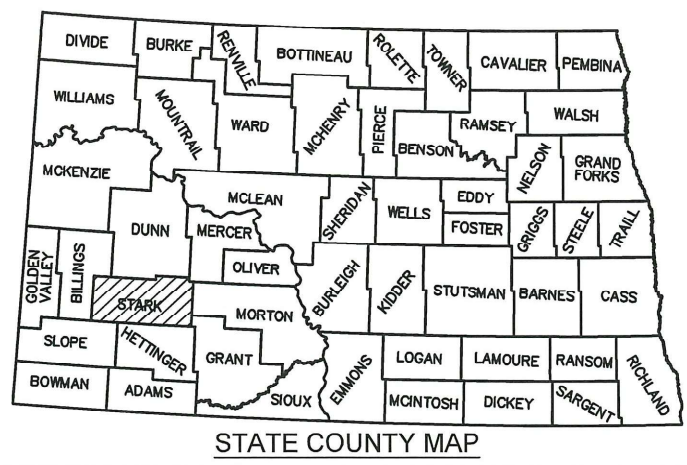 DIVIDE
BURKE
RENVILLE
BOTTINEAU
ROLETTE
TOWNER
CAVALIER
PEMBINA
WILLIAMS
MOUNTRAIL
WARD
MCHENRY
PIERCE
BENSON
RAMSEY
WALSH
NELSON
GRAND
FORKS
MCKENZIE
MCLEAN
SHERIDAN
WELLS
EDDY
FOSTER
GRIGGS
STEELE
TRAILL
DUNN
MERCER
OLIVER
GOLDEN
VALLEY
BILLINGS
STARK
MORTON
BURLEIGH
KIDDER
STUTSMAN
BARNES
CASS
SLOPE
HETTINGER
GRANT
EMMONS
LOGAN
LAMOURE
RANSOM
RICHLAND
BOWMAN
ADAMS
SIOUX
MCINTOSH
DICKEY
SARGENT
STATE COUNTY MAP